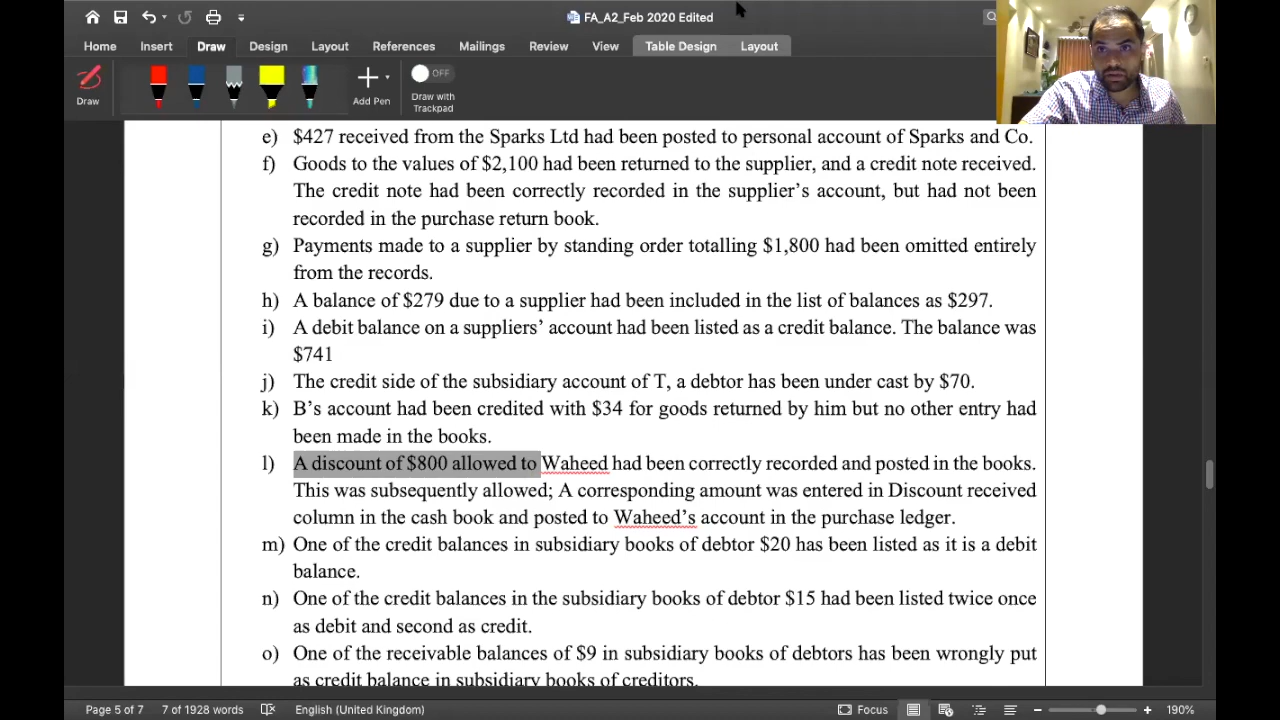 FA_A2_Feb 2020 Edited
Home Insert Draw Design Layout References Mailings Review View Table Design Layout
OFF
Draw Add Pen Draw with
Trackpad
e) $427 received from the Sparks Ltd had been posted to personal account of Sparks and Co.
f) Goods to the values of $2,100 had been returned to the supplier, and a credit note received.
The credit note had been correctly recorded in the supplier's account, but had not been
recorded in the purchase return book.
g) Payments made to a supplier by standing order totalling $1,800 had been omitted entirely
from the records.
h) A balance of $279 due to a supplier had been included in the list of balances as $297.
i) A debit balance on a suppliers' account had been listed as a credit balance. The balance was
$741
j) The credit side of the subsidiary account of T, a debtor has been under cast by $70.
k) B's account had been credited with $34 for goods returned by him but no other entry had
been made in the books.
l) A discount of $800 allowed to Waheed had been correctly recorded and posted in the books.
This was subsequently allowed; A corresponding amount was entered in Discount received
column in the cash book and posted to Waheed's account in the purchase ledger.
m) One of the credit balances in subsidiary books of debtor $20 has been listed as it is a debit
balance.
n) One of the credit balances in the subsidiary books of debtor $15 had been listed twice once
as debit and second as credit.
o) One of the receivable balances of $9 in subsidiary books of debtors has been wrongly put
as credit balance in subsidiary books of creditors.
Page 5 of 7 7 of 1928 words English (United Kingdom) Focus 190%